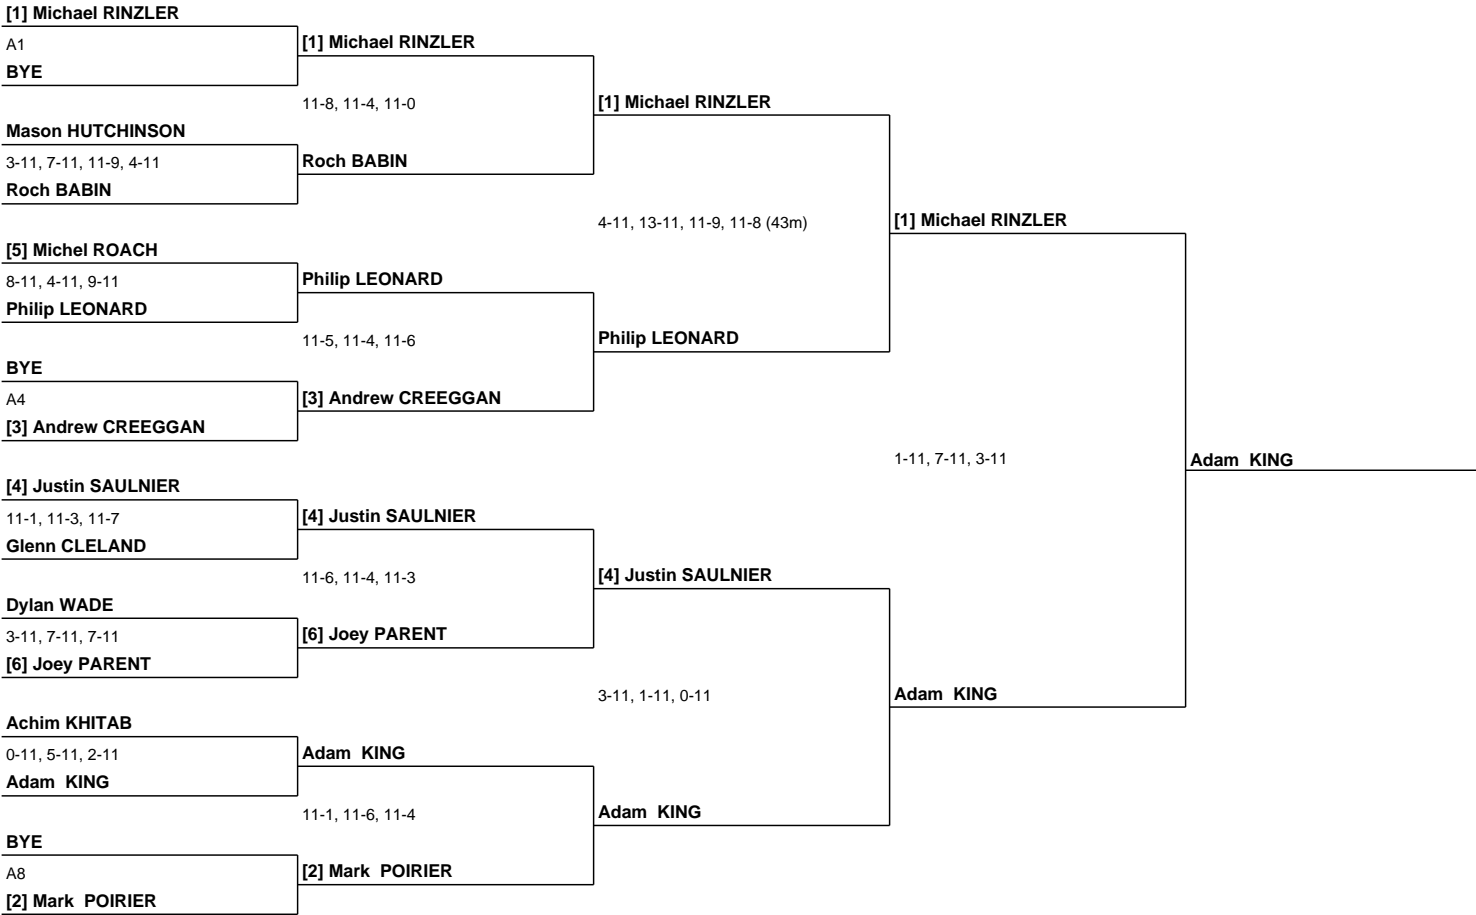 [1] Michael RINZLER
A1
BYE
Mason HUTCHINSON
3-11, 7-11, 11-9, 4-11
Roch BABIN
[5] Michel ROACH
8-11, 4-11, 9-11
Philip LEONARD
BYE
A4
[3] Andrew CREEGGAN
[4] Justin SAULNIER
11-1, 11-3, 11-7
Glenn CLELAND
Dylan WADE
3-11, 7-11, 7-11
[6] Joey PARENT
Achim KHITAB
0-11, 5-11, 2-11
Adam KING
BYE
A8
[2] Mark POIRIER
[1] Michael RINZLER
11-8, 11-4, 11-0
Roch BABIN
Philip LEONARD
11-5, 11-4, 11-6
[3] Andrew CREEGGAN
[4] Justin SAULNIER
11-6, 11-4, 11-3
[6] Joey PARENT
Adam KING
11-1, 11-6, 11-4
[2] Mark POIRIER
[1] Michael RINZLER
4-11, 13-11, 11-9, 11-8 (43m)
Philip LEONARD
[4] Justin SAULNIER
3-11, 1-11, 0-11
Adam KING
[1] Michael RINZLER
1-11, 7-11, 3-11
Adam KING
Adam KING